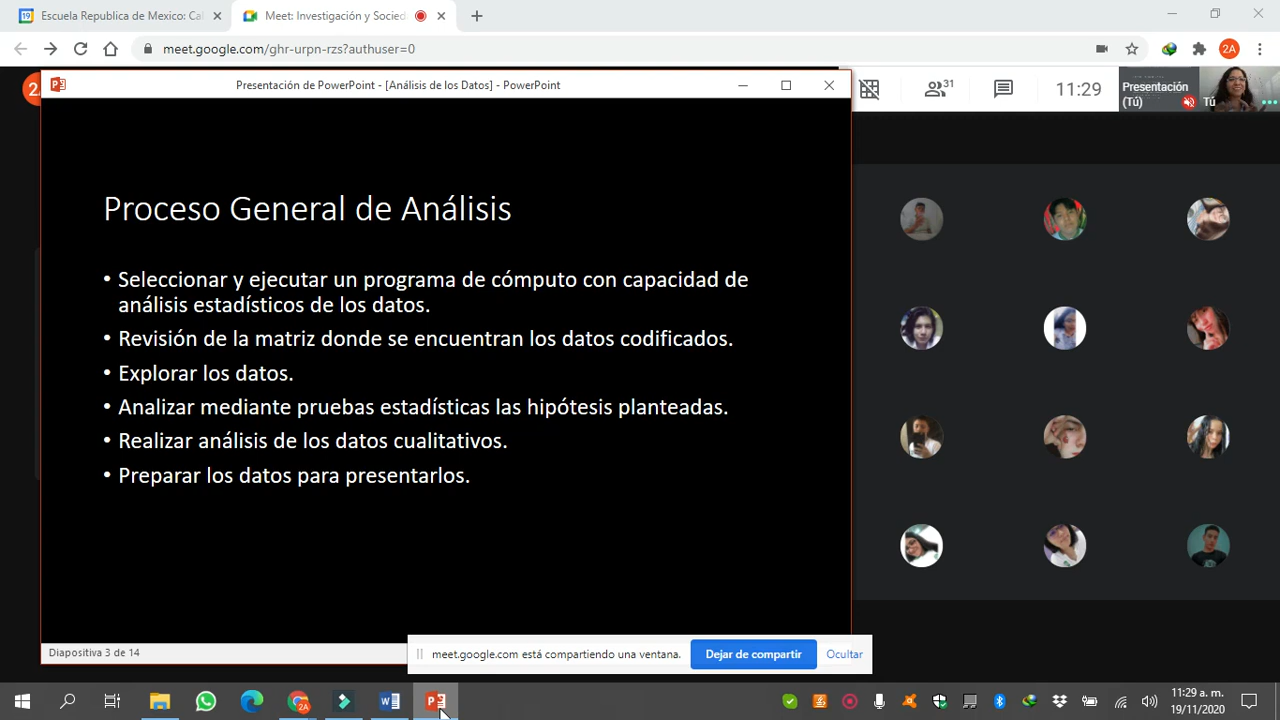 Escuela Republica de Mexico: Cal
Meet: Investigación y Socied
meet.google.com/ghr-urpn-rzs?authuser=0
2A
Presentación de PowerPoint - [Análisis de los Datos] - PowerPoint
31
11:29
Presentación
(Tú)
Tú
Proceso General de Análisis
• Seleccionar y ejecutar un programa de cómputo con capacidad de
análisis estadísticos de los datos.
• Revisión de la matriz donde se encuentran los datos codificados.
• Explorar los datos.
• Analizar mediante pruebas estadísticas las hipótesis planteadas.
• Realizar análisis de los datos cualitativos.
• Preparar los datos para presentarlos.
Diapositiva 3 de 14
meet.google.com está compartiendo una ventana.
Dejar de compartir
Ocultar
11:29 a. m.
19/11/2020